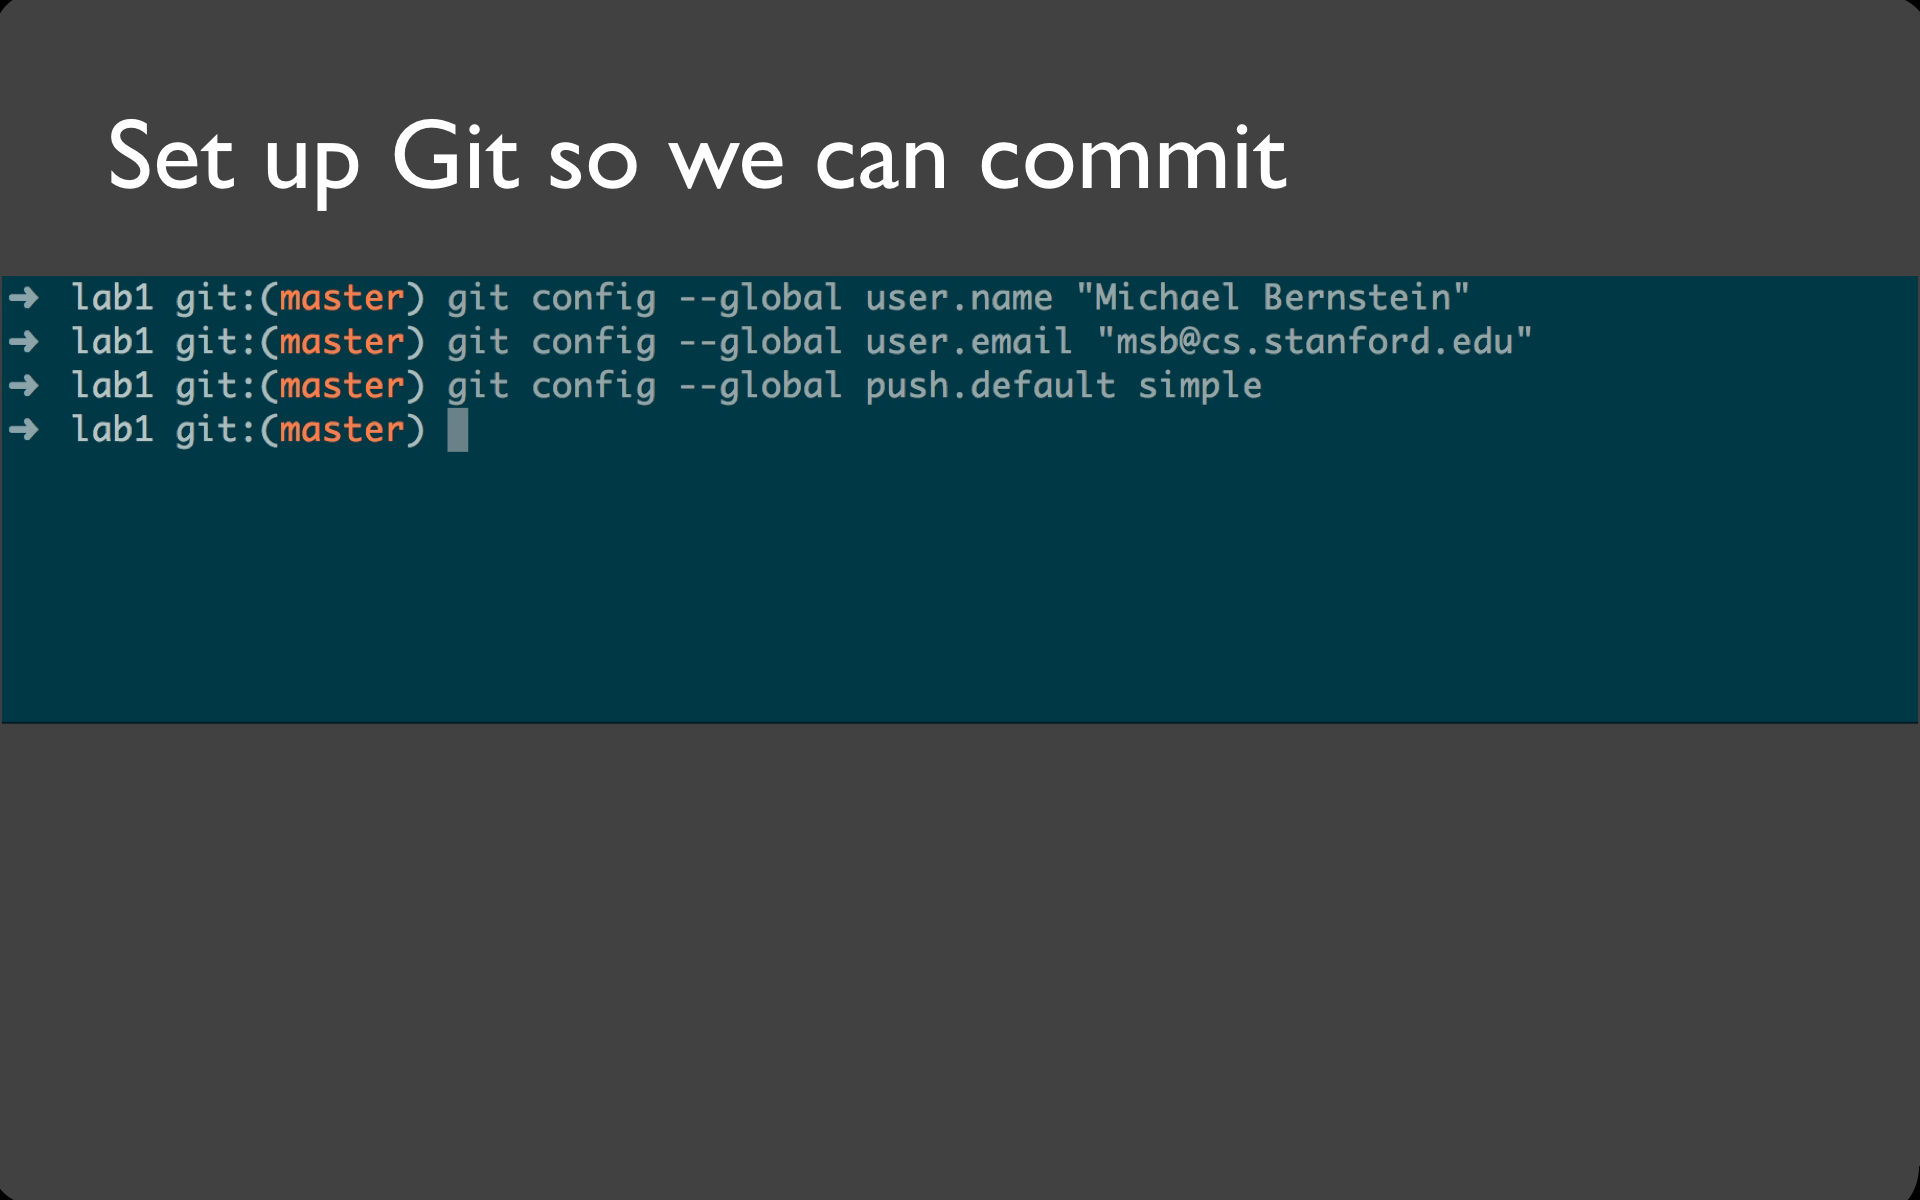 Set up Git so we can commit
➜ lab1 git:(master) git config --global user.name "Michael Bernstein"
➜ lab1 git:(master) git config --global user.email "msb@cs.stanford.edu"
➜ lab1 git:(master) git config --global push.default simple
➜ lab1 git:(master)